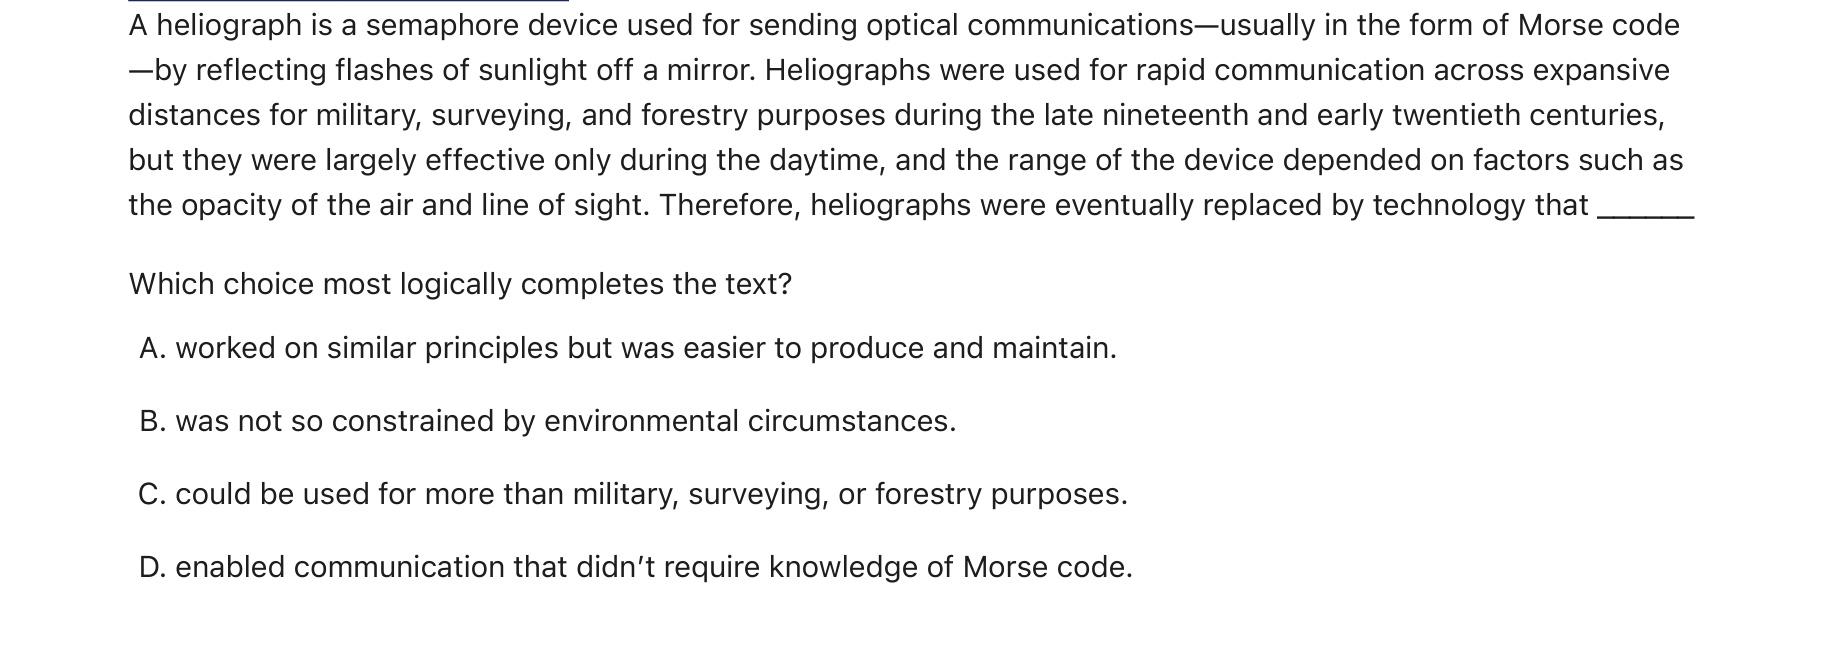 A heliograph is a semaphore device used for sending optical communications—usually in the form of Morse code
—by reflecting flashes of sunlight off a mirror. Heliographs were used for rapid communication across expansive
distances for military, surveying, and forestry purposes during the late nineteenth and early twentieth centuries,
but they were largely effective only during the daytime, and the range of the device depended on factors such as
the opacity of the air and line of sight. Therefore, heliographs were eventually replaced by technology that ______
Which choice most logically completes the text?
A. worked on similar principles but was easier to produce and maintain.
B. was not so constrained by environmental circumstances.
C. could be used for more than military, surveying, or forestry purposes.
D. enabled communication that didn’t require knowledge of Morse code.